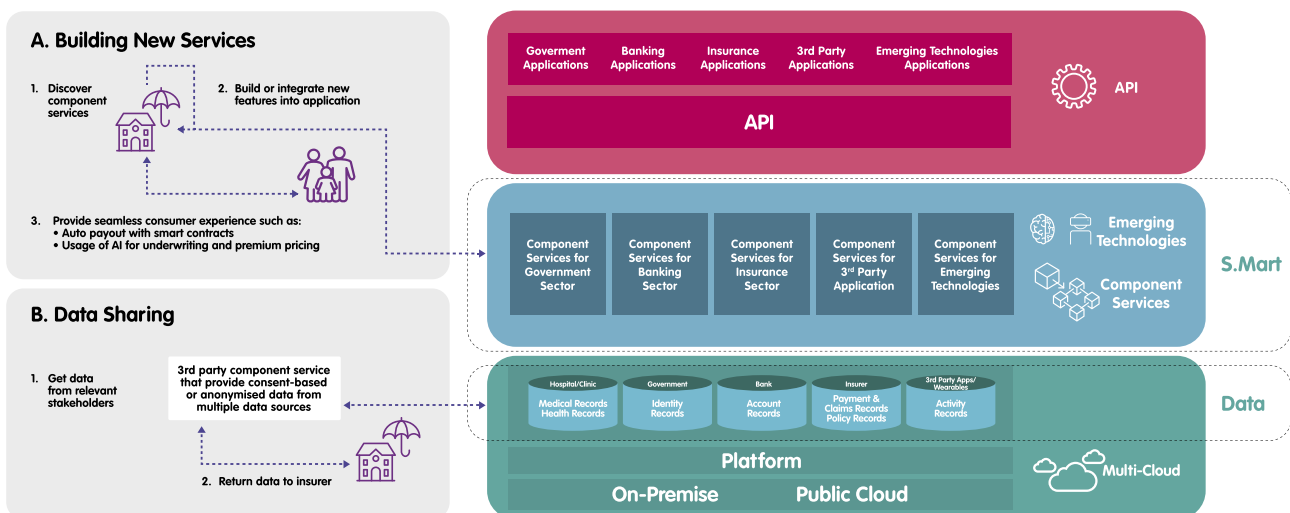 A. Building New Services
1. Discover
component
services
2. Build or integrate new
features into application
3. Provide seamless consumer experience such as:
• Auto payout with smart contracts
• Usage of AI for underwriting and premium pricing
B. Data Sharing
1. Get data
from relevant
stakeholders
3rd party component service
that provide consent-based
or anonymised data from
multiple data sources
2. Return data to insurer
Goverment
Applications
Banking
Applications
Insurance
Applications
3rd Party
Applications
Emerging Technologies
Applications
API
API
Component
Services for
Government
Sector
Component
Services for
Banking
Sector
Component
Services for
Insurance
Sector
Component
Services for
3rd Party
Application
Component
Services for
Emerging
Technologies
Emerging
Technologies
Component
Services
S.Mart
Hospital/Clinic
Medical Records
Health Records
Government
Identity
Records
Bank
Account
Records
Insurer
Payment &
Claims Records
Policy Records
3rd Party Apps/
Wearables
Activity
Records
Data
Platform
On-Premise Public Cloud
Multi-Cloud